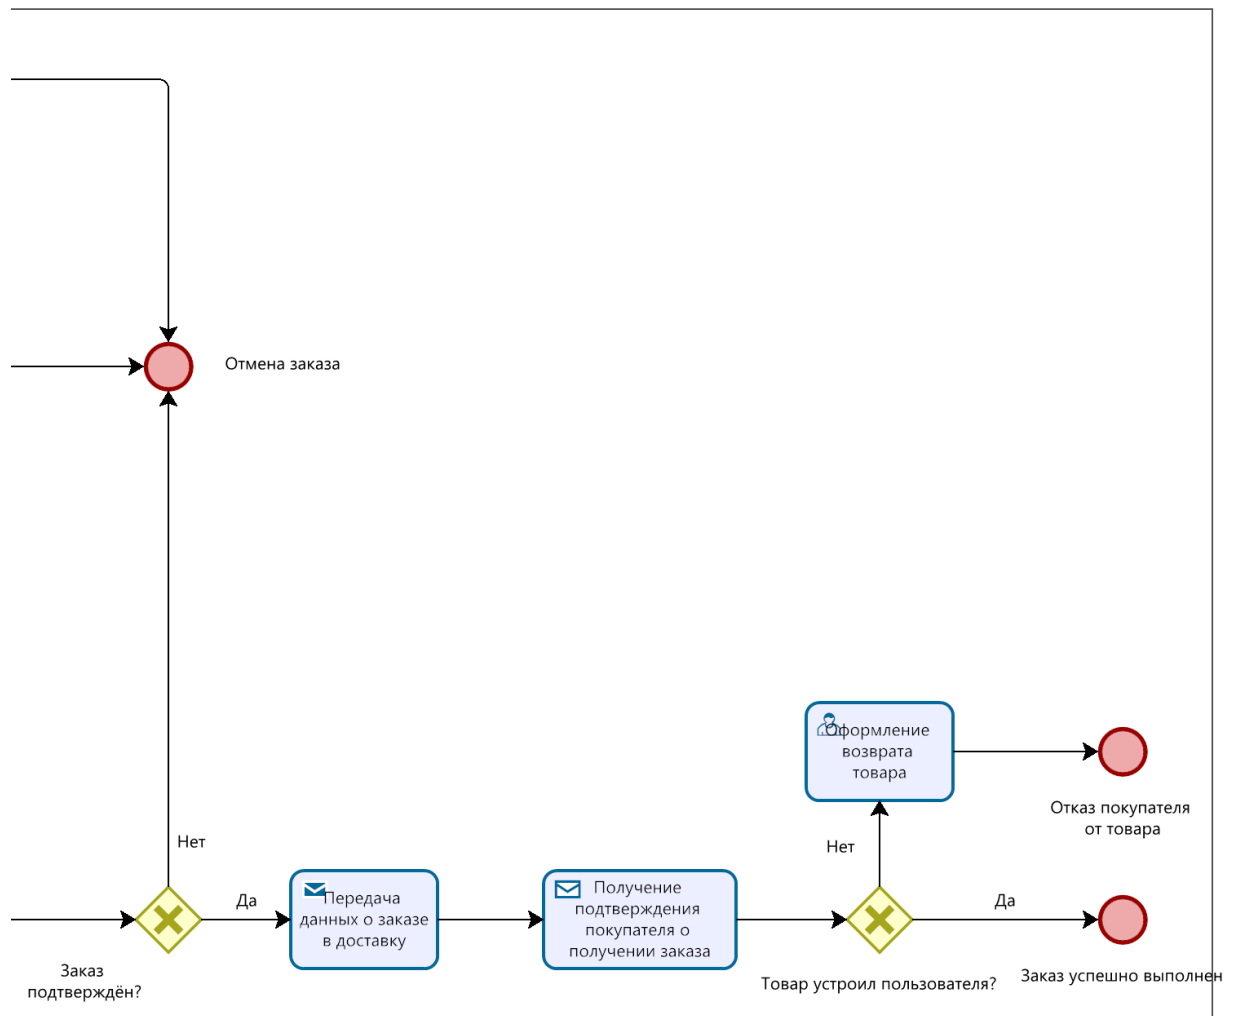 Отмена заказа
Оформление
возврата
товара
Отказ покупателя
от товара
Нет
Нет
Да
Передача
данных о заказе
в доставку
Получение
подтверждения
покупателя о
получении заказа
Да
Заказ
подтверждён?
Товар устроил пользователя?
Заказ успешно выполнен